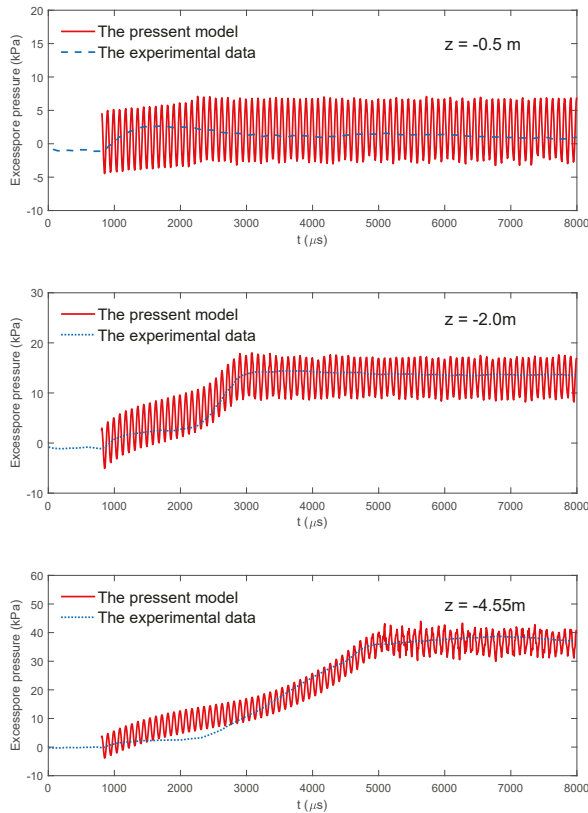 20
15
10
5
0
-5
-10
Excesspore pressure (kPa)
The pressent model
The experimental data
z = -0.5 m
0 1000 2000 3000 4000 5000 6000 7000 8000
t (μs)
30
20
10
0
-10
Excesspore pressure (kPa)
The pressent model
The experimental data
z = -2.0m
0 1000 2000 3000 4000 5000 6000 7000 8000
t (μs)
60
50
40
30
20
10
0
-10
Excesspore pressure (kPa)
The pressent model
The experimental data
z = -4.55m
0 1000 2000 3000 4000 5000 6000 7000 8000
t (μs)